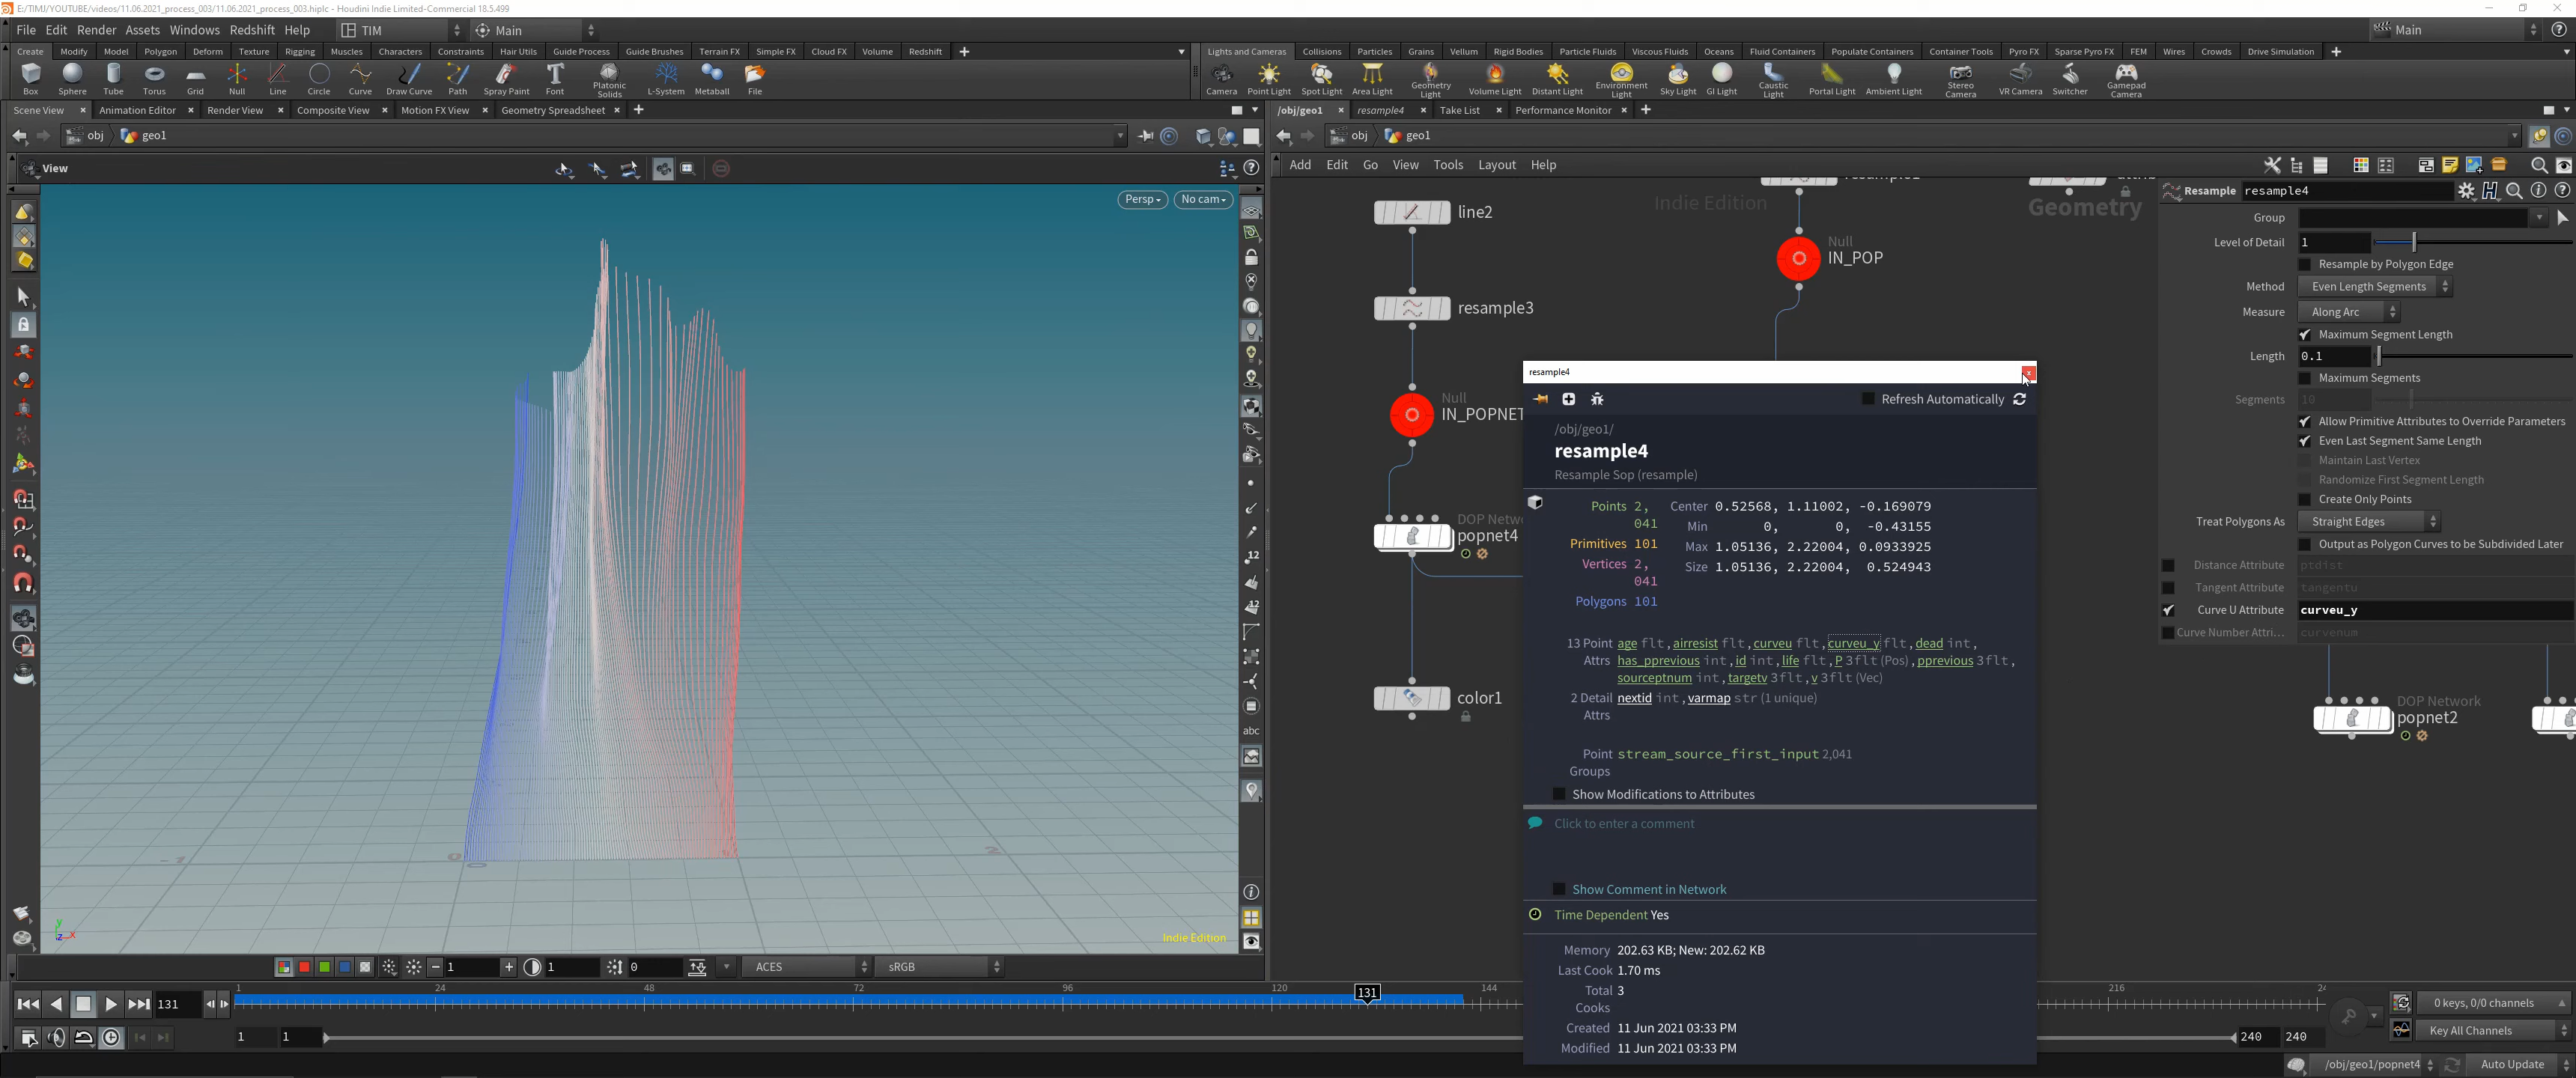 E:/TIMJ/YOUTUBE/videos/11.06.2021_process_003/11.06.2021_process_003.hiplc - Houdini Indie Limited-Commercial 18.5.499
File Edit Render Assets Windows Redshift Help TIM Main Main
Create Modify Model Polygon Deform Texture Rigging Muscles Characters Constraints Hair Utils Guide Process Guide Brushes Terrain FX Simple FX Cloud FX Volume Redshift
Lights and Cameras Collisions Particles Grains Vellum Rigid Bodies Particle Fluids Viscous Fluids Oceans Fluid Containers Populate Containers Container Tools Pyro FX Sparse Pyro FX FEM Wires Crowds Drive Simulation
Box Sphere Tube Torus Grid Null Line Circle Curve Draw Curve Path Spray Paint Font Platonic Solids L-System Metaball File
Camera Point Light Spot Light Area Light Geometry Light Volume Light Distant Light Environment Light Sky Light GI Light Caustic Light Portal Light Ambient Light Stereo Camera VR Camera Switcher Gamepad Camera
Scene View Animation Editor Render View Composite View Motion FX View Geometry Spreadsheet
/obj/geo1 resample4 Take List Performance Monitor
obj geo1
obj geo1
View
Add Edit Go View Tools Layout Help
Persp No cam
Indie Edition
Geometry
line2
resample3
Null
IN_POP
Null
IN_POPNET
popnet4
color1
DOP Network
popnet2
Resample resample4
Group
Level of Detail 1
Resample by Polygon Edge
Method Even Length Segments
Measure Along Arc
Maximum Segment Length
Length 0.1
Maximum Segments
Segments 10
Allow Primitive Attributes to Override Parameters
Even Last Segment Same Length
Maintain Last Vertex
Randomize First Segment Length
Create Only Points
Treat Polygons As Straight Edges
Output as Polygon Curves to be Subdivided Later
Distance Attribute ptdist
Tangent Attribute tangentu
Curve U Attribute curveu_y
Curve Number Attri... curvenum
resample4
Refresh Automatically
/obj/geo1/
resample4
Resample Sop (resample)
Points 2,041
Primitives 101
Vertices 2,041
Polygons 101
Center 0.52568, 1.11002, -0.169079
Min 0, 0, -0.43155
Max 1.05136, 2.22004, 0.0933925
Size 1.05136, 2.22004, 0.524943
13 Point Attrs age flt, airresist flt, curveu flt, curveu_y flt, dead int,
has_pprevious int, id int, life flt, P 3flt (Pos), pprevious 3flt,
sourceptnum int, targetv 3flt, v 3flt (Vec)
2 Detail Attrs nextid int, varmap str (1 unique)
Point Groups stream_source_first_input 2,041
Show Modifications to Attributes
Click to enter a comment
Show Comment in Network
Time Dependent Yes
Memory 202.63 KB; New: 202.62 KB
Last Cook 1.70 ms
Total Cooks 3
Created 11 Jun 2021 03:33 PM
Modified 11 Jun 2021 03:33 PM
Indie Edition
1 1 0 ACES sRGB
131 1 24 48 72 96 120 131 144 216
1 1 240 240
0 keys, 0/0 channels
Key All Channels
/obj/geo1/popnet4 Auto Update